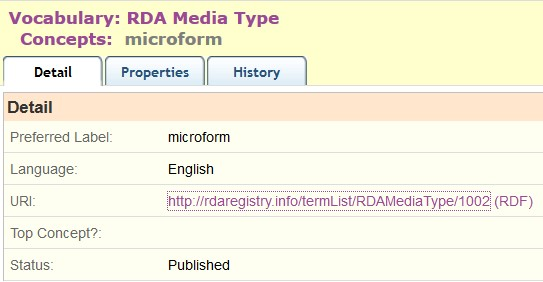 Vocabulary: RDA Media Type
Concepts: microform
Detail Properties History
Detail
Preferred Label: microform
Language: English
URI: http://rdaregistry.info/termList/RDAMediaType/1002 (RDF)
Top Concept?:
Status: Published